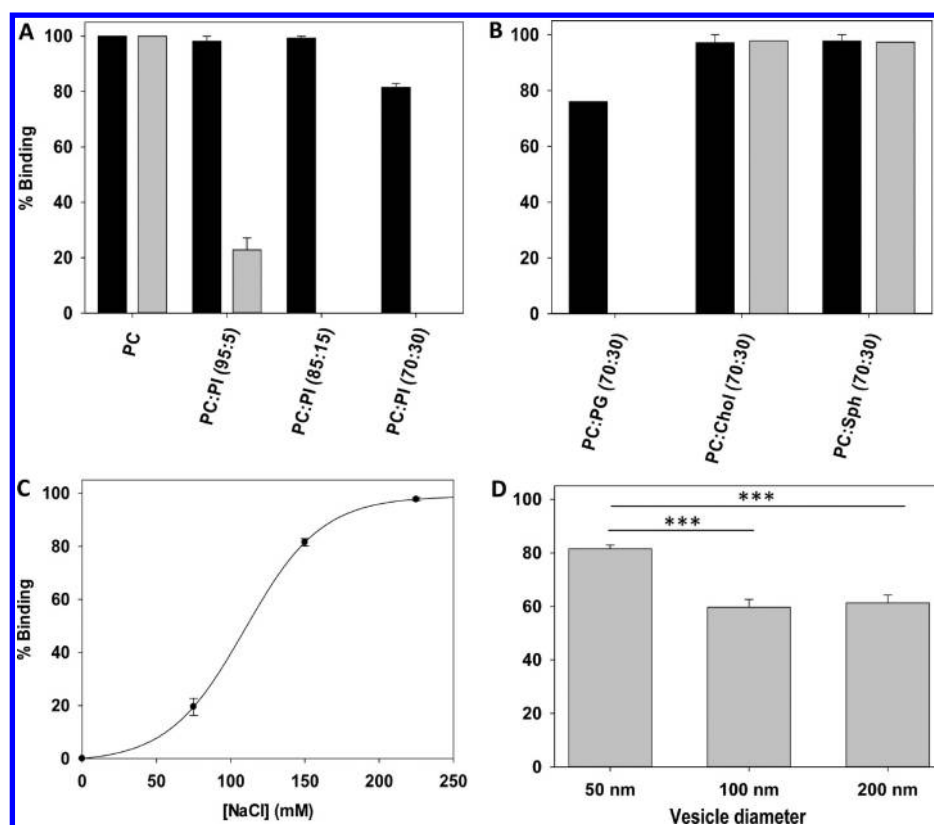 A
100
80
60
40
20
0
% Binding
PC
PC:PI (95:5)
PC:PI (85:15)
PC:PI (70:30)
B
100
80
60
40
20
0
PC:PG (70:30)
PC:Chol (70:30)
PC:Sph (70:30)
C
100
80
60
40
20
0
% Binding
0 50 100 150 200 250
[NaCl] (mM)
D
100
80
60
40
20
0
***
***
50 nm 100 nm 200 nm
Vesicle diameter